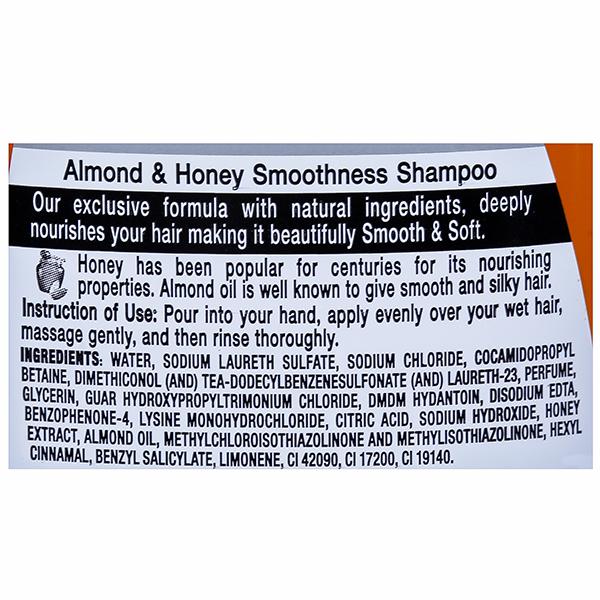 Almond & Honey Smoothness Shampoo
Our exclusive formula with natural ingredients, deeply
nourishes your hair making it beautifully Smooth & Soft.
Honey has been popular for centuries for its nourishing
properties. Almond oil is well known to give smooth and silky hair.
Instruction of Use: Pour into your hand, apply evenly over your wet hair,
massage gently, and then rinse thoroughly.
INGREDIENTS: WATER, SODIUM LAURETH SULFATE, SODIUM CHLORIDE, COCAMIDOPROPYL
BETAINE, DIMETHICONOL (AND) TEA-DODECYLBENZENESULFONATE (AND) LAURETH-23, PERFUME,
GLYCERIN, GUAR HYDROXYPROPYLTRIMONIUM CHLORIDE, DMDM HYDANTOIN, DISODIUM EDTA,
BENZOPHENONE-4, LYSINE MONOHYDROCHLORIDE, CITRIC ACID, SODIUM HYDROXIDE, HONEY
EXTRACT, ALMOND OIL, METHYLCHLOROISOTHIAZOLINONE AND METHYLISOTHIAZOLINONE, HEXYL
CINNAMAL, BENZYL SALICYLATE, LIMONENE, CI 42090, CI 17200, CI 19140.